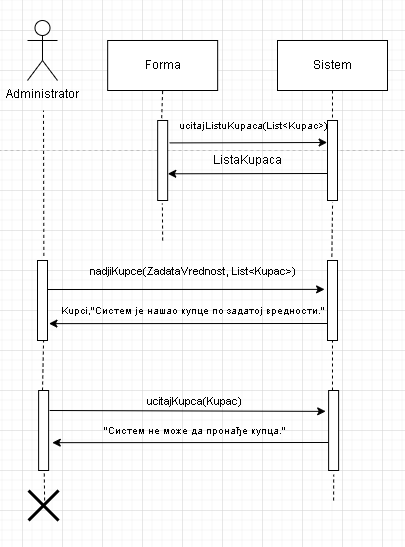 Forma
Sistem
Administrator
ucitajListuKupaca(List<Kupac>)
ListaKupaca
nadjiKupce(ZadataVrednost, List<Kupac>)
Kupci,"Систем је нашао купце по задатој вредности."
ucitajKupca(Kupac)
"Систем не може да пронађе купца."